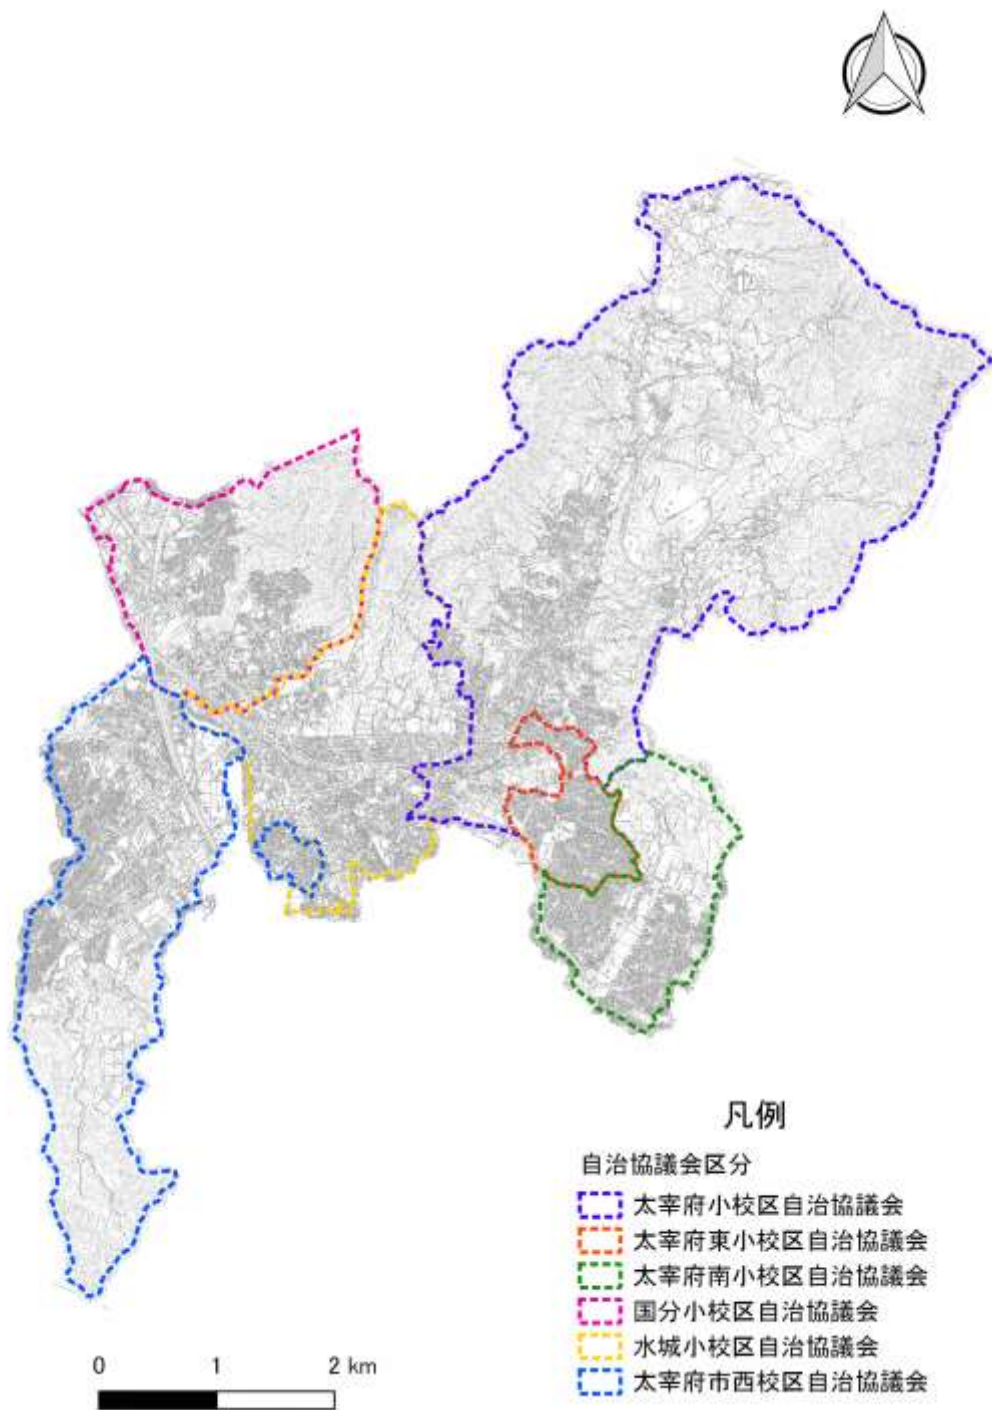 凡例
自治協議会区分
太宰府小校区自治協議会
太宰府東小校区自治協議会
太宰府南小校区自治協議会
国分小校区自治協議会
水城小校区自治協議会
太宰府市西校区自治協議会
0 1 2 km